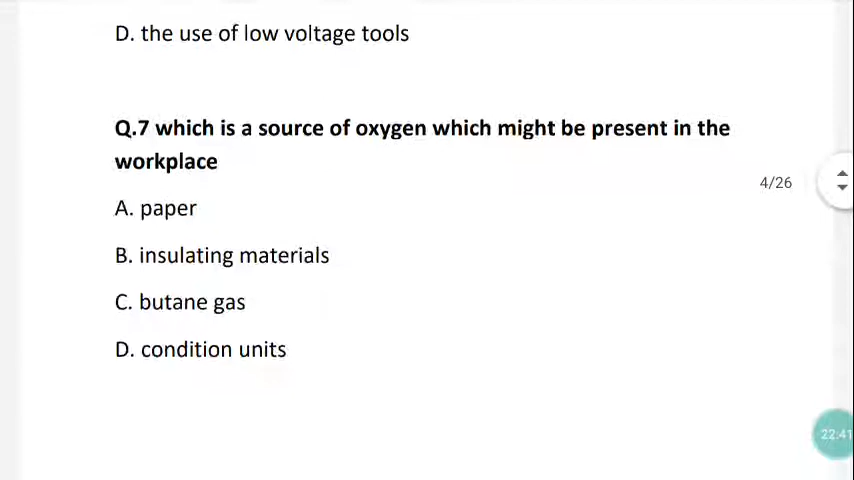 D. the use of low voltage tools
Q.7 which is a source of oxygen which might be present in the
workplace
4/26
A. paper
B. insulating materials
C. butane gas
D. condition units
22:41